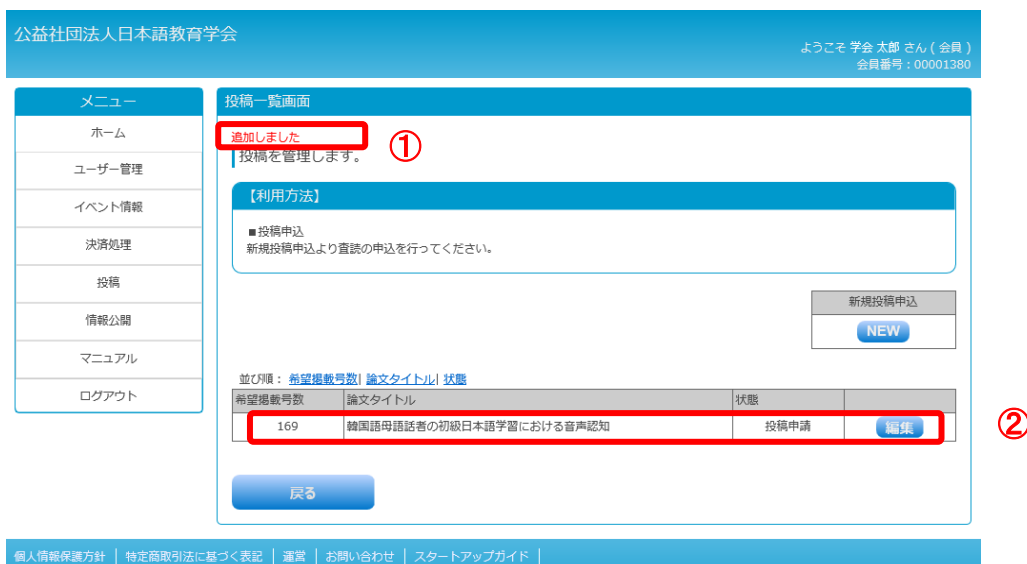 公益社団法人日本語教育学会
ようこそ 学会 太郎 さん ( 会員 )
会員番号 : 00001380
メニュー
ホーム
ユーザー管理
イベント情報
決済処理
投稿
情報公開
マニュアル
ログアウト
投稿一覧画面
追加しました
①
投稿を管理します。
【利用方法】
■投稿申込
新規投稿申込より査読の申込を行ってください。
新規投稿申込
NEW
並び順： 希望掲載号数| 論文タイトル| 状態
希望掲載号数 論文タイトル 状態
169 韓国語母語話者の初級日本語学習における音声認知 投稿申請 編集
②
戻る
個人情報保護方針 | 特定商取引法に基づく表記 | 運営 | お問い合わせ | スタートアップガイド |